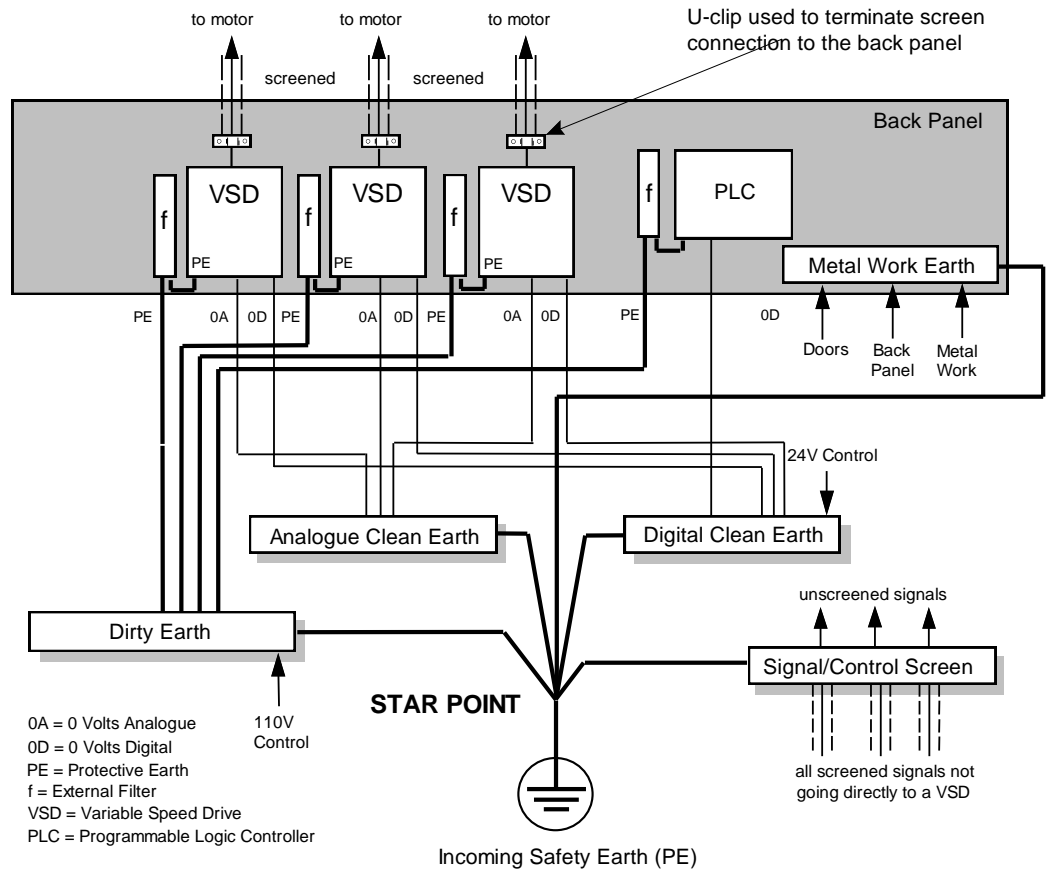 to motor
to motor
to motor
U-clip used to terminate screen
connection to the back panel
screened
screened
Back Panel
f
VSD
PE
f
VSD
PE
f
VSD
PE
f
PLC
Metal Work Earth
PE
0A
0D
PE
0A
0D
PE
0A
0D
PE
0D
Doors
Back
Panel
Metal
Work
24V Control
Analogue Clean Earth
Digital Clean Earth
unscreened signals
Dirty Earth
Signal/Control Screen
STAR POINT
110V
Control
0A = 0 Volts Analogue
0D = 0 Volts Digital
PE = Protective Earth
f = External Filter
VSD = Variable Speed Drive
PLC = Programmable Logic Controller
all screened signals not
going directly to a VSD
Incoming Safety Earth (PE)